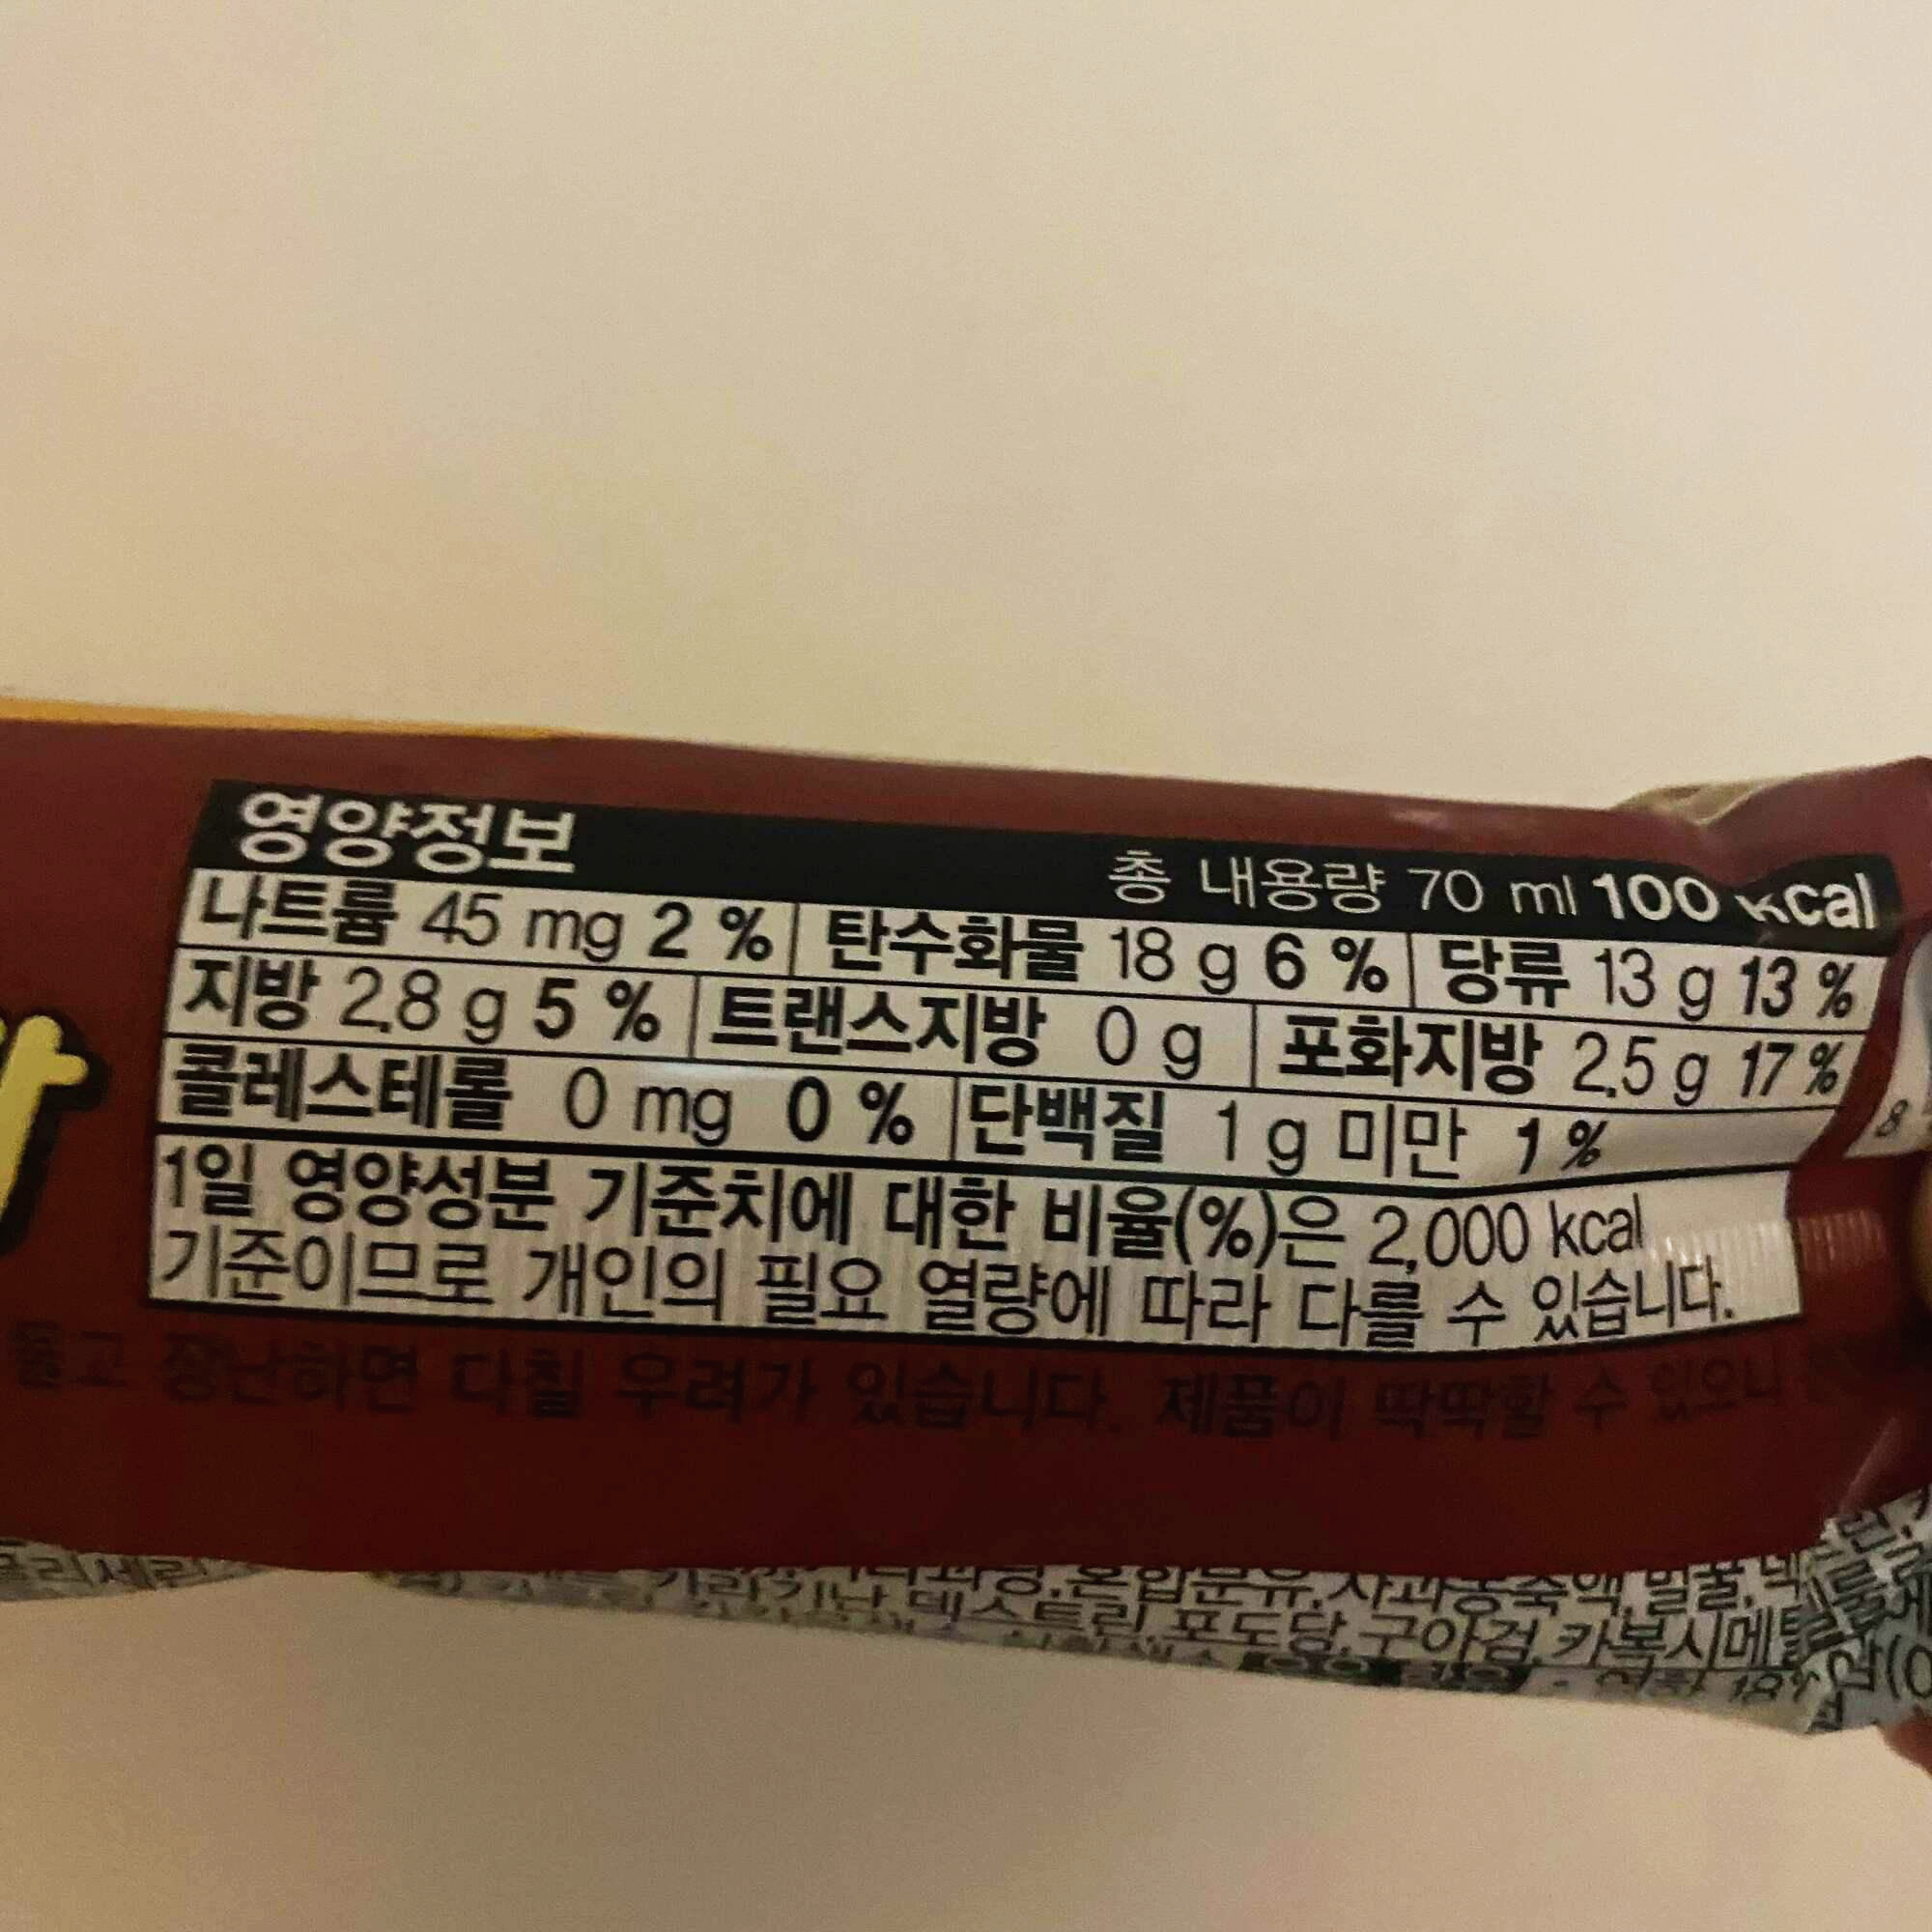 영양정보
총 내용량 70 ml 100 kcal
나트륨 45 mg 2 % 탄수화물 18 g 6 % 당류 13 g 13 %
지방 2.8 g 5 % 트랜스지방 0 g 포화지방 2.5 g 17 %
콜레스테롤 0 mg 0 % 단백질 1 g 미만 1 %
1일 영양성분 기준치에 대한 비율(%)은 2,000 kcal
기준이므로 개인의 필요 열량에 따라 다를 수 있습니다.
장난하면 다칠 우려가 있습니다. 제품이 딱딱할 수 있으니
혼합분유,사과농축액,벌꿀,
덱스트린,포도당,구아검,카복시메틸